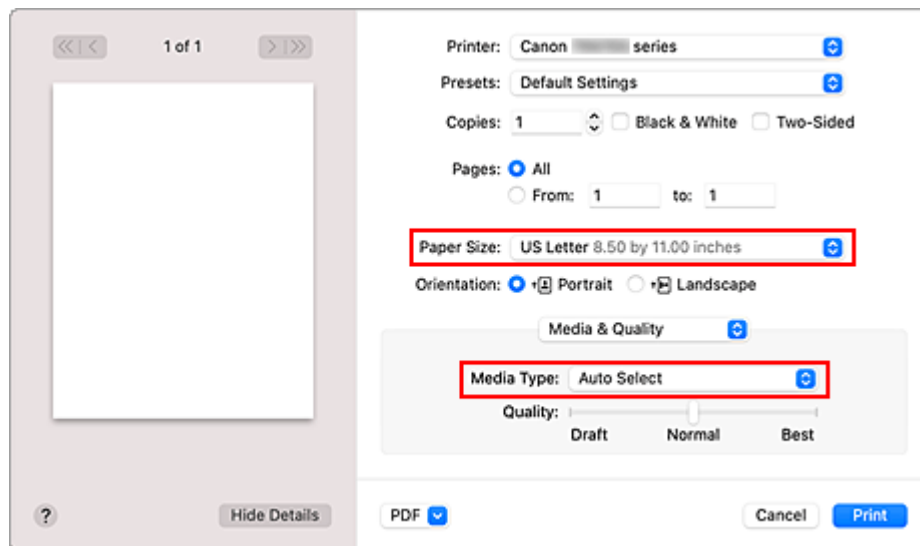 1 of 1
Printer: Canon series
Presets: Default Settings
Copies: 1 Black & White Two-Sided
Pages: All
From: 1 to: 1
Paper Size: US Letter 8.50 by 11.00 inches
Orientation: Portrait Landscape
Media & Quality
Media Type: Auto Select
Quality:
Draft Normal Best
? Hide Details PDF Cancel Print